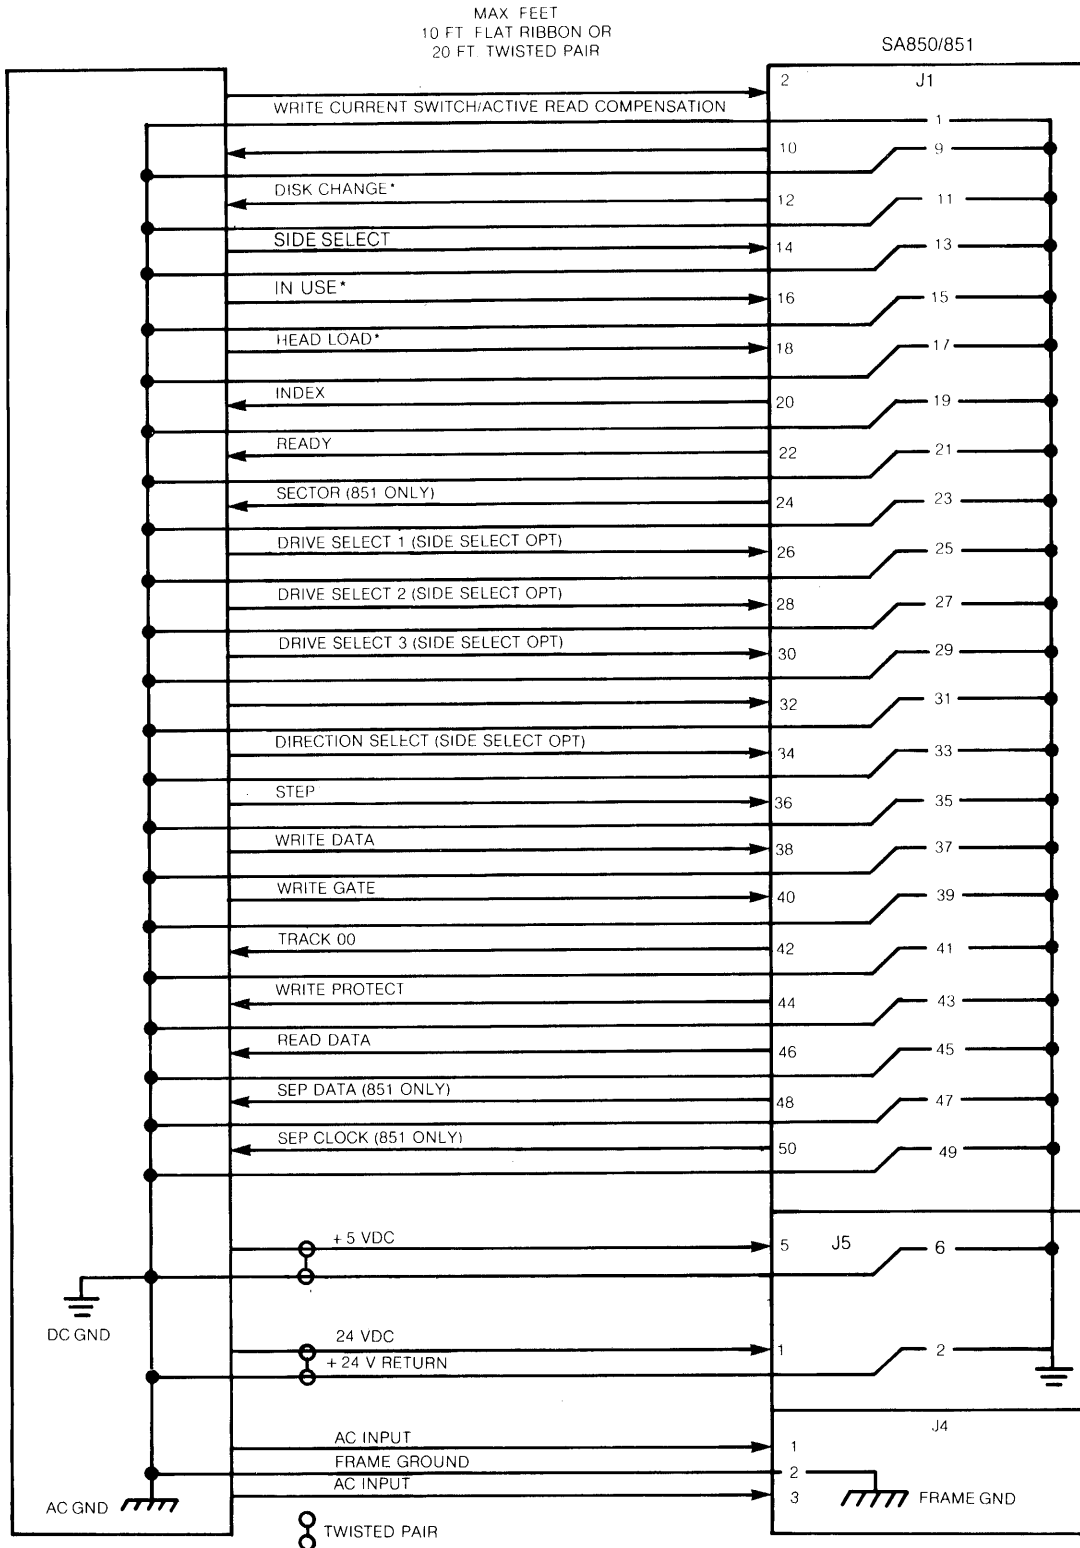 MAX FEET
10 FT FLAT RIBBON OR
20 FT. TWISTED PAIR
SA850/851
2
J1
WRITE CURRENT SWITCH/ACTIVE READ COMPENSATION
1
10
9
DISK CHANGE*
12
11
SIDE SELECT
14
13
IN USE*
16
15
HEAD LOAD*
18
17
INDEX
20
19
READY
22
21
SECTOR (851 ONLY)
24
23
DRIVE SELECT 1 (SIDE SELECT OPT)
26
25
DRIVE SELECT 2 (SIDE SELECT OPT)
28
27
DRIVE SELECT 3 (SIDE SELECT OPT)
30
29
32
31
DIRECTION SELECT (SIDE SELECT OPT)
34
33
STEP
36
35
WRITE DATA
38
37
WRITE GATE
40
39
TRACK 00
42
41
WRITE PROTECT
44
43
READ DATA
46
45
SEP DATA (851 ONLY)
48
47
SEP CLOCK (851 ONLY)
50
49
+ 5 VDC
5
J5
6
DC GND
24 VDC
1
2
+ 24 V RETURN
J4
AC INPUT
1
FRAME GROUND
2
AC INPUT
3
AC GND
FRAME GND
TWISTED PAIR